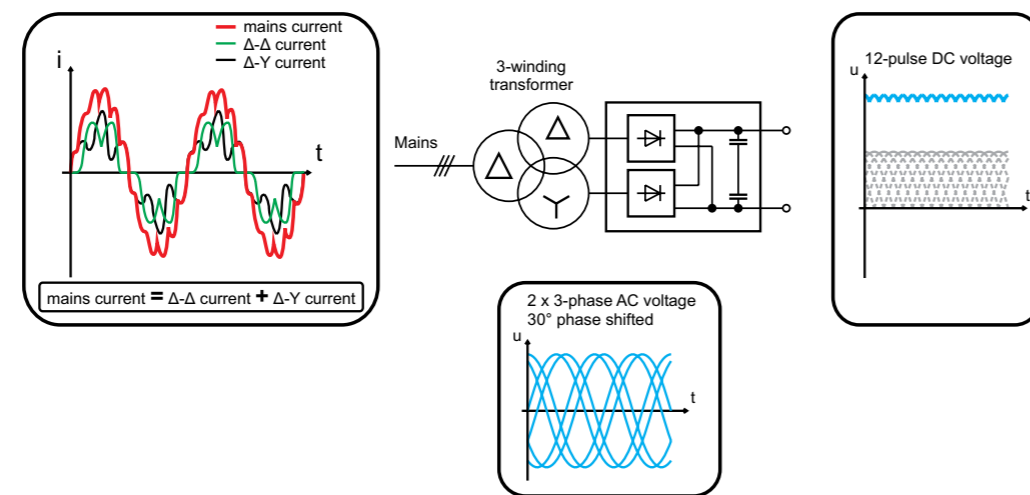 mains current
Δ-Δ current
Δ-Y current
i
t
mains current = Δ-Δ current + Δ-Y current
3-winding
transformer
Mains
Δ
Δ
Y
2 x 3-phase AC voltage
30° phase shifted
u
t
12-pulse DC voltage
u
t